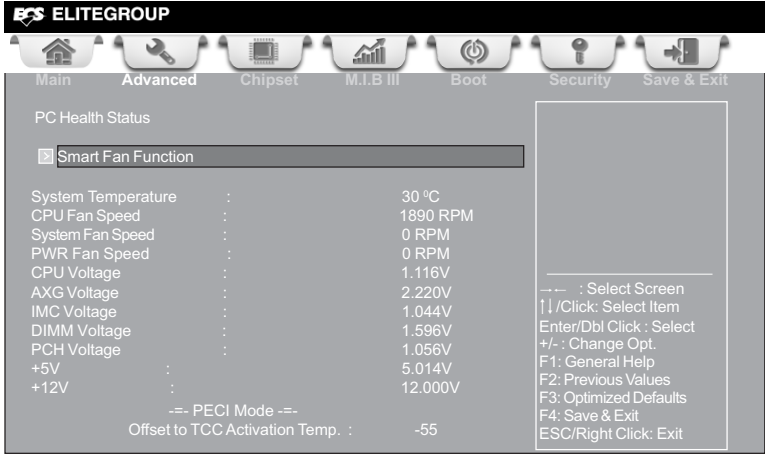 ECS ELITEGROUP
Main Advanced Chipset M.I.B III Boot Security Save & Exit
PC Health Status
Smart Fan Function
System Temperature : 30 ⁰C
CPU Fan Speed : 1890 RPM
System Fan Speed : 0 RPM
PWR Fan Speed : 0 RPM
CPU Voltage : 1.116V
AXG Voltage : 2.220V
IMC Voltage : 1.044V
DIMM Voltage : 1.596V
PCH Voltage : 1.056V
+5V : 5.014V
+12V : 12.000V
-=- PECI Mode -=-
Offset to TCC Activation Temp. : -55
→← : Select Screen
↑↓/Click: Select Item
Enter/Dbl Click : Select
+/- : Change Opt.
F1: General Help
F2: Previous Values
F3: Optimized Defaults
F4: Save & Exit
ESC/Right Click: Exit